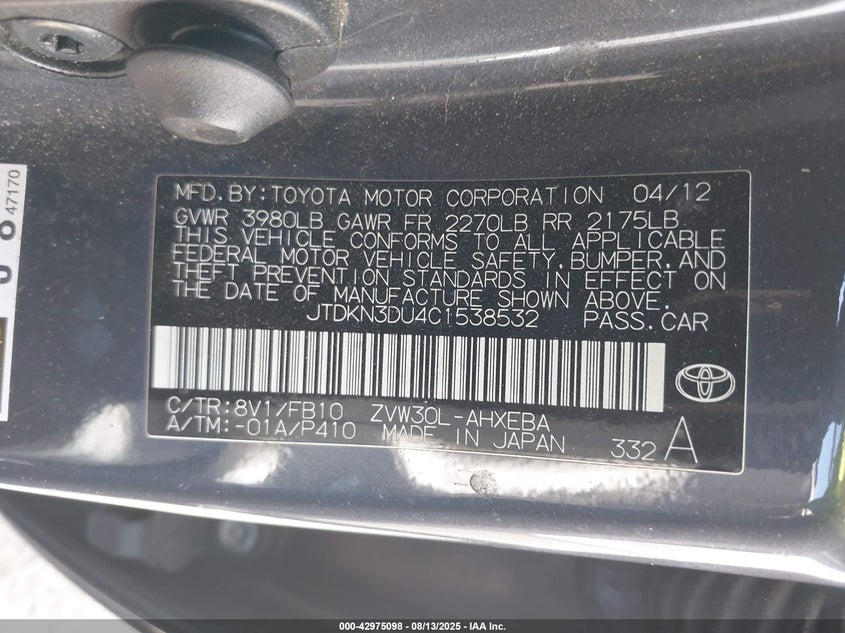 MFD.BY:TOYOTA MOTOR CORPORATION 04/12
GVWR 3980LB GAWR FR 2270LB RR 2175LB
THIS VEHICLE CONFORMS TO ALL APPLICABLE
FEDERAL MOTOR VEHICLE SAFETY,BUMPER,AND
THEFT PREVENTION STANDARDS IN EFFECT ON
THE DATE OF MANUFACTURE SHOWN ABOVE.
JTDKN3DU4C1538532 PASS.CAR
C/TR:8V1/FB10 ZVW30L-AHXEBA
A/TM:-01A/P410 MADE IN JAPAN 332 A
47170
000-42975098 - 08/13/2025 - IAA Inc.